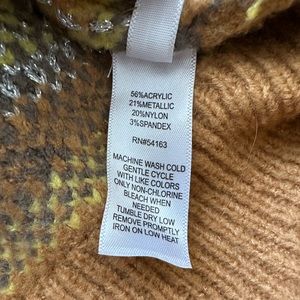 56%ACRYLIC
21%METALLIC
20%NYLON
3%SPANDEX
RN#54163
MACHINE WASH COLD
GENTLE CYCLE
WITH LIKE COLORS
ONLY NON-CHLORINE
BLEACH WHEN
NEEDED
TUMBLE DRY LOW
REMOVE PROMPTLY
IRON ON LOW HEAT